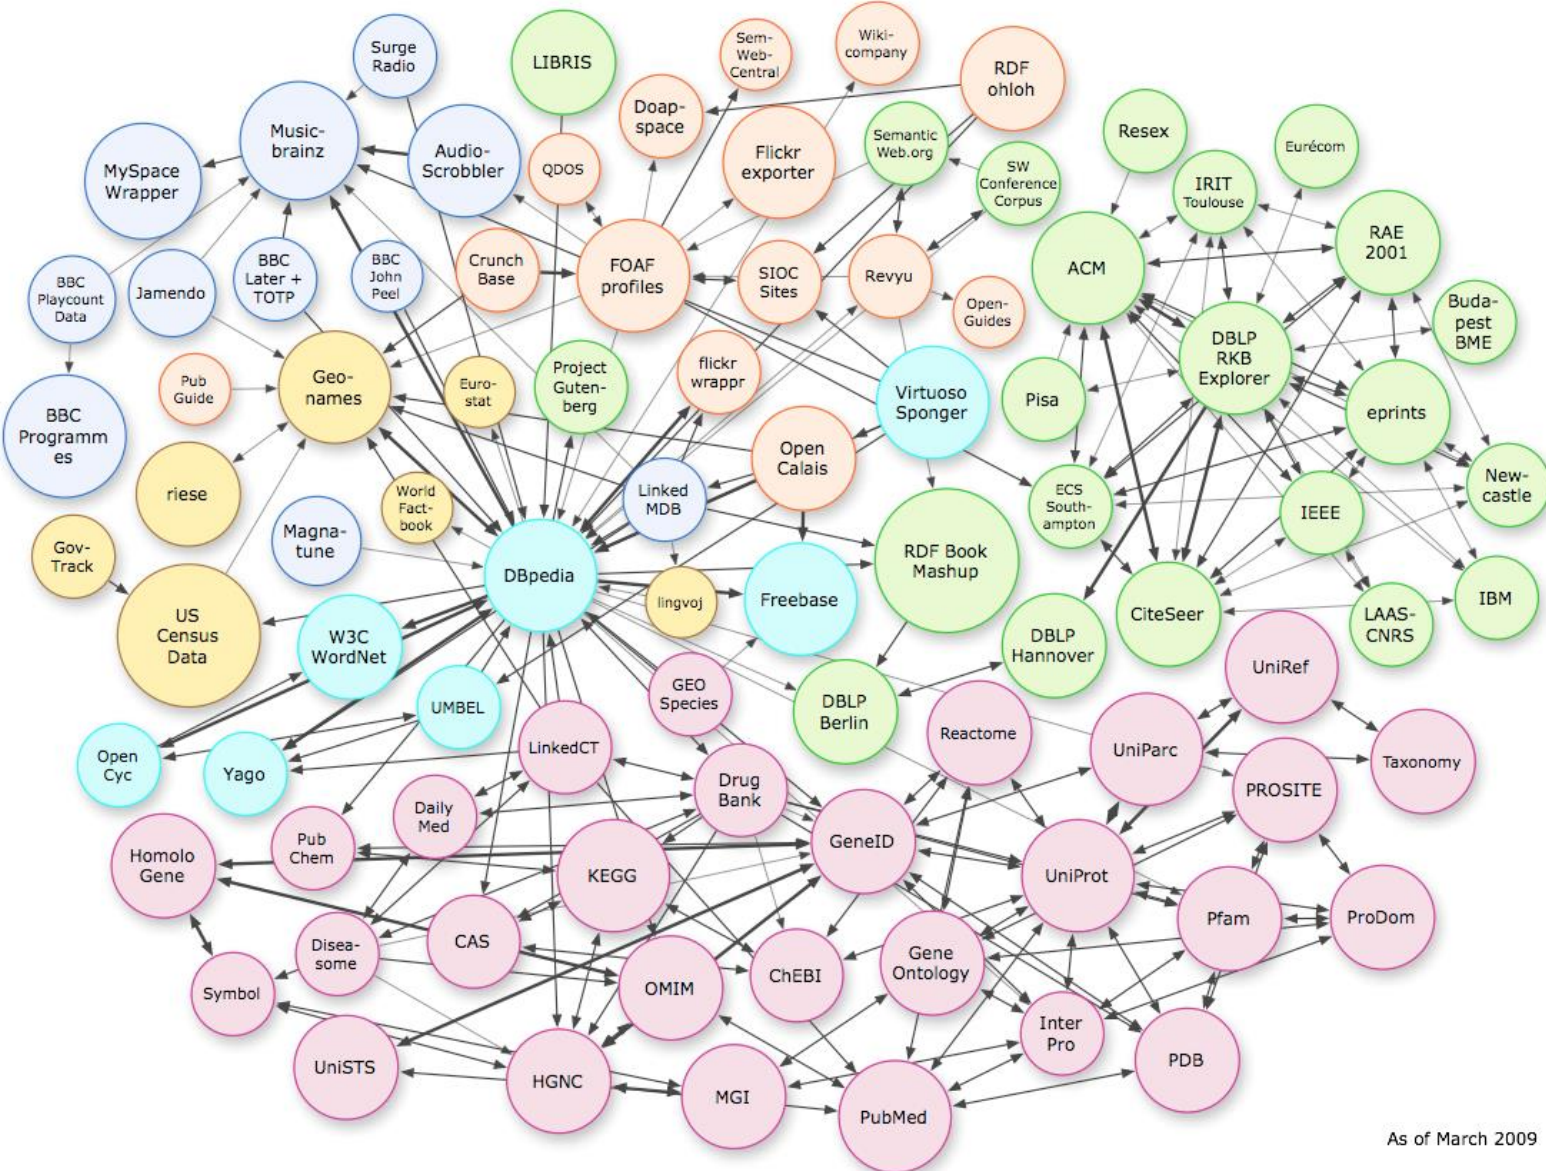 Surge
Radio
LIBRIS
Sem-
Web-
Central
Wiki-
company
RDF
ohloh
Doap-
space
Music-
brainz
MySpace
Wrapper
Audio-
Scrobbler
QDOS
Flickr
exporter
Semantic
Web.org
SW
Conference
Corpus
Resex
Eurécom
IRIT
Toulouse
RAE
2001
ACM
BBC
Playcount
Data
Jamendo
BBC
Later +
TOTP
BBC
John
Peel
Crunch
Base
FOAF
profiles
SIOC
Sites
Revyu
Open-
Guides
Buda-
pest
BME
DBLP
RKB
Explorer
Pub
Guide
Geo-
names
Euro-
stat
Project
Guten-
berg
flickr
wrappr
Virtuoso
Sponger
Pisa
eprints
BBC
Programm
es
riese
World
Fact-
book
Linked
MDB
Open
Calais
ECS
South-
ampton
IEEE
New-
castle
Gov-
Track
Magna-
tune
DBpedia
lingvoj
Freebase
RDF Book
Mashup
US
Census
Data
W3C
WordNet
DBLP
Hannover
CiteSeer
LAAS-
CNRS
IBM
UMBEL
GEO
Species
DBLP
Berlin
UniRef
Open
Cyc
Yago
LinkedCT
Reactome
UniParc
Taxonomy
Drug
Bank
PROSITE
Daily
Med
Homolo
Gene
Pub
Chem
KEGG
GeneID
UniProt
Pfam
ProDom
Disea-
some
CAS
Gene
Ontology
Symbol
OMIM
ChEBI
Inter
Pro
PDB
UniSTS
HGNC
MGI
PubMed
As of March 2009